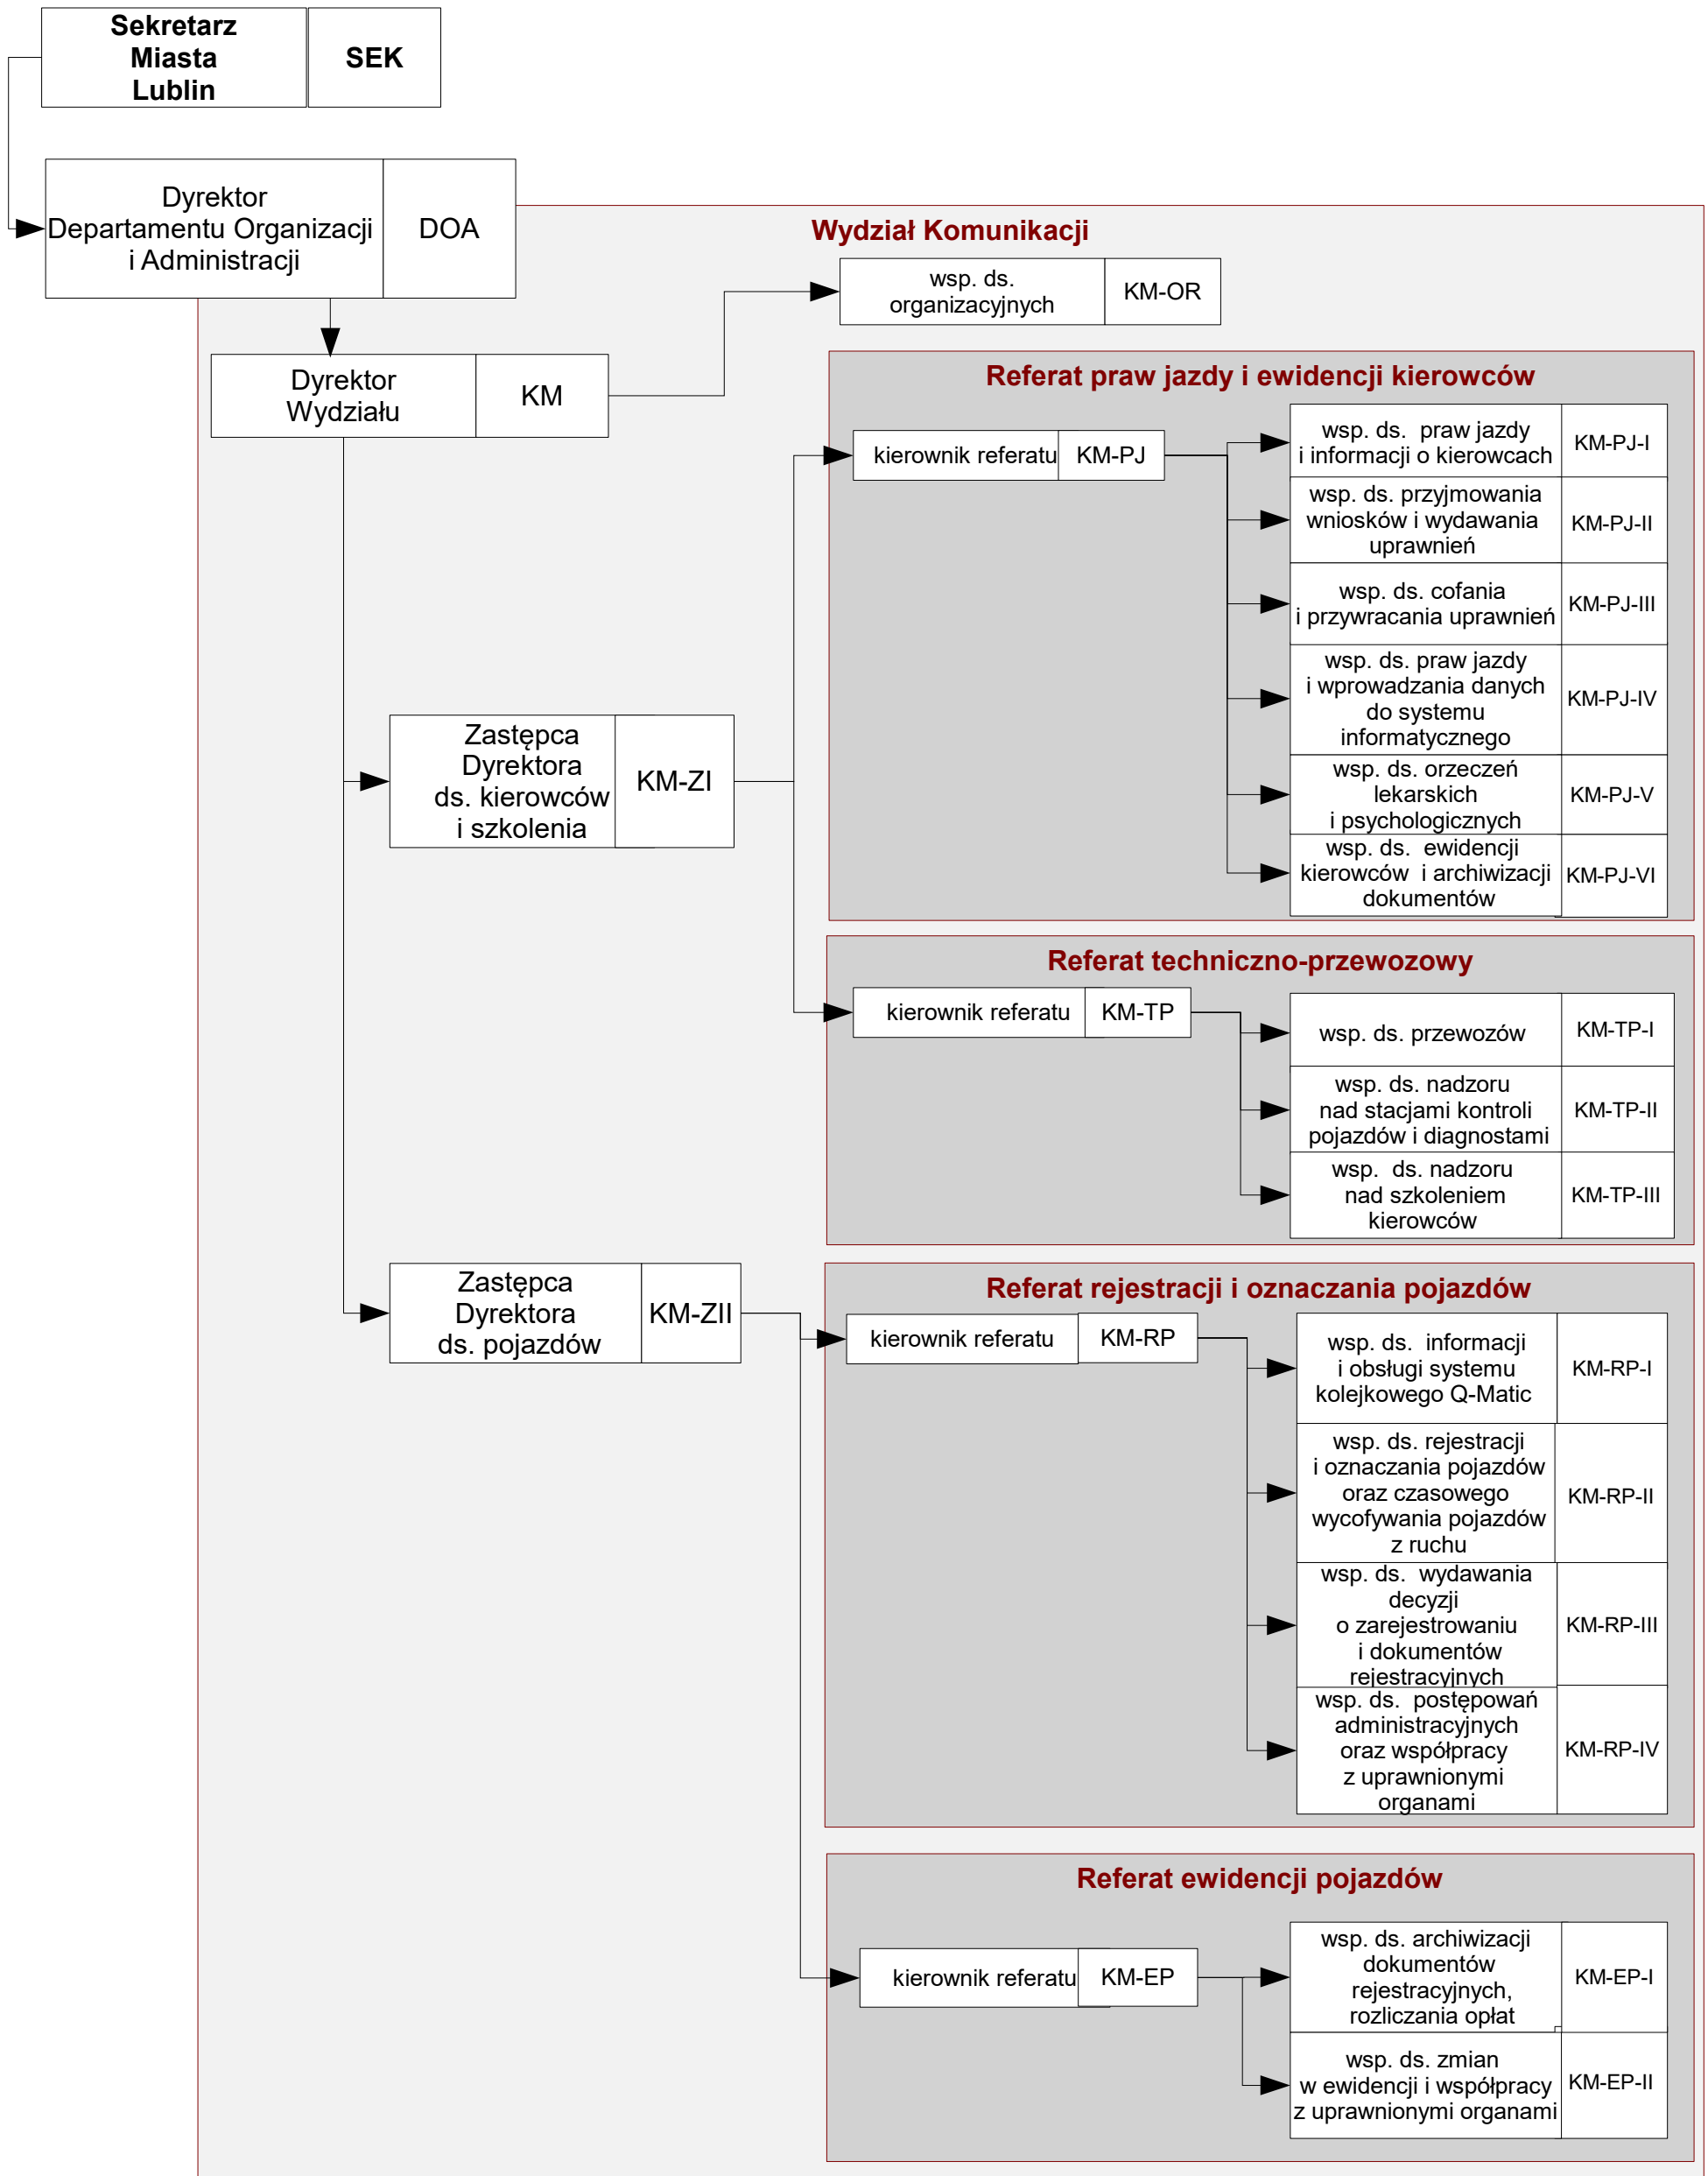 Sekretarz
Miasta
Lublin
SEK
Dyrektor
Departamentu Organizacji
i Administracji
DOA
Wydział Komunikacji
wsp. ds.
organizacyjnych
KM-OR
Dyrektor
Wydziału
KM
Referat praw jazdy i ewidencji kierowców
kierownik referatu
KM-PJ
wsp. ds. praw jazdy
i informacji o kierowcach
KM-PJ-I
wsp. ds. przyjmowania
wniosków i wydawania
uprawnień
KM-PJ-II
wsp. ds. cofania
i przywracania uprawnień
KM-PJ-III
wsp. ds. praw jazdy
i wprowadzania danych
do systemu
informatycznego
KM-PJ-IV
wsp. ds. orzeczeń
lekarskich
i psychologicznych
KM-PJ-V
wsp. ds. ewidencji
kierowców i archiwizacji
dokumentów
KM-PJ-VI
Zastępca
Dyrektora
ds. kierowców
i szkolenia
KM-ZI
Referat techniczno-przewozowy
kierownik referatu
KM-TP
wsp. ds. przewozów
KM-TP-I
wsp. ds. nadzoru
nad stacjami kontroli
pojazdów i diagnostami
KM-TP-II
wsp. ds. nadzoru
nad szkoleniem
kierowców
KM-TP-III
Zastępca
Dyrektora
ds. pojazdów
KM-ZII
Referat rejestracji i oznaczania pojazdów
kierownik referatu
KM-RP
wsp. ds. informacji
i obsługi systemu
kolejkowego Q-Matic
KM-RP-I
wsp. ds. rejestracji
i oznaczania pojazdów
oraz czasowego
wycofywania pojazdów
z ruchu
KM-RP-II
wsp. ds. wydawania
decyzji
o zarejestrowaniu
i dokumentów
rejestracyjnych
KM-RP-III
wsp. ds. postępowań
administracyjnych
oraz współpracy
z uprawnionymi
organami
KM-RP-IV
Referat ewidencji pojazdów
kierownik referatu
KM-EP
wsp. ds. archiwizacji
dokumentów
rejestracyjnych,
rozliczania opłat
KM-EP-I
wsp. ds. zmian
w ewidencji i współpracy
z uprawnionymi organami
KM-EP-II